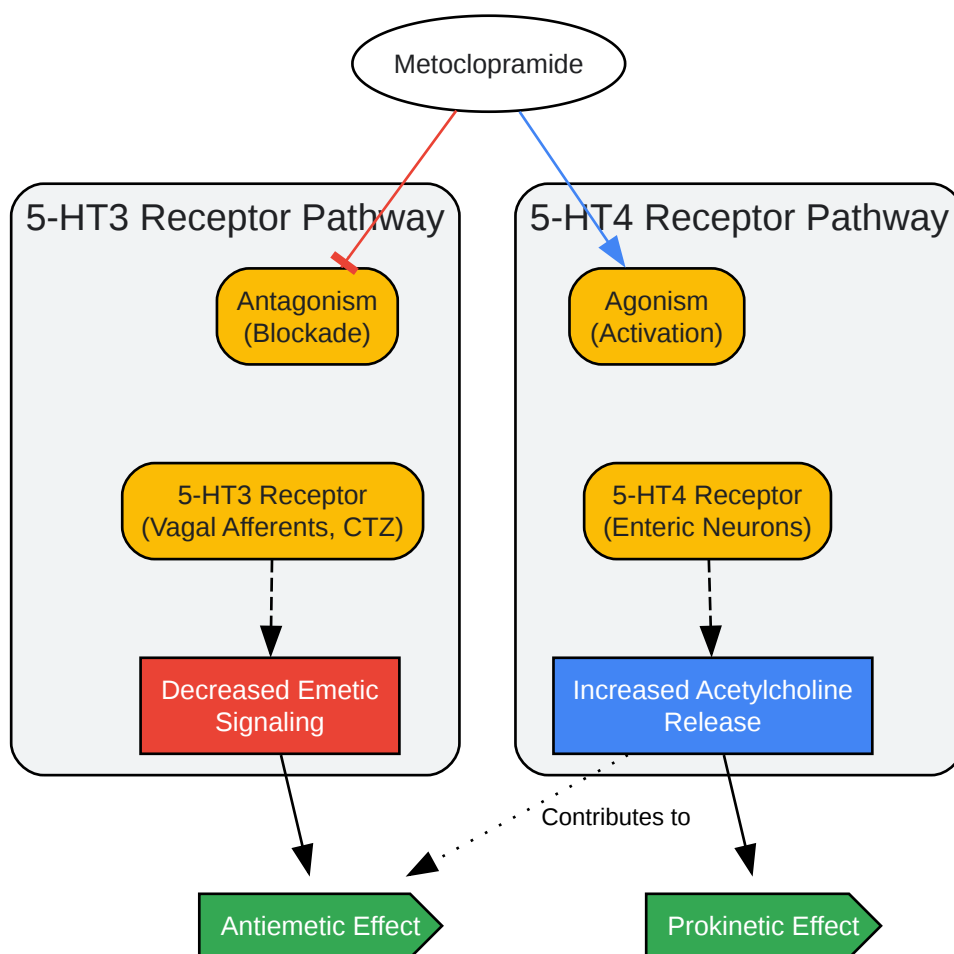 Metoclopramide
5-HT3 Receptor Pathway
5-HT4 Receptor Pathway
Antagonism
(Blockade)
Agonism
(Activation)
5-HT3 Receptor
(Vagal Afferents, CTZ)
5-HT4 Receptor
(Enteric Neurons)
Decreased Emetic
Signaling
Increased Acetylcholine
Release
Contributes to
Antiemetic Effect
Prokinetic Effect